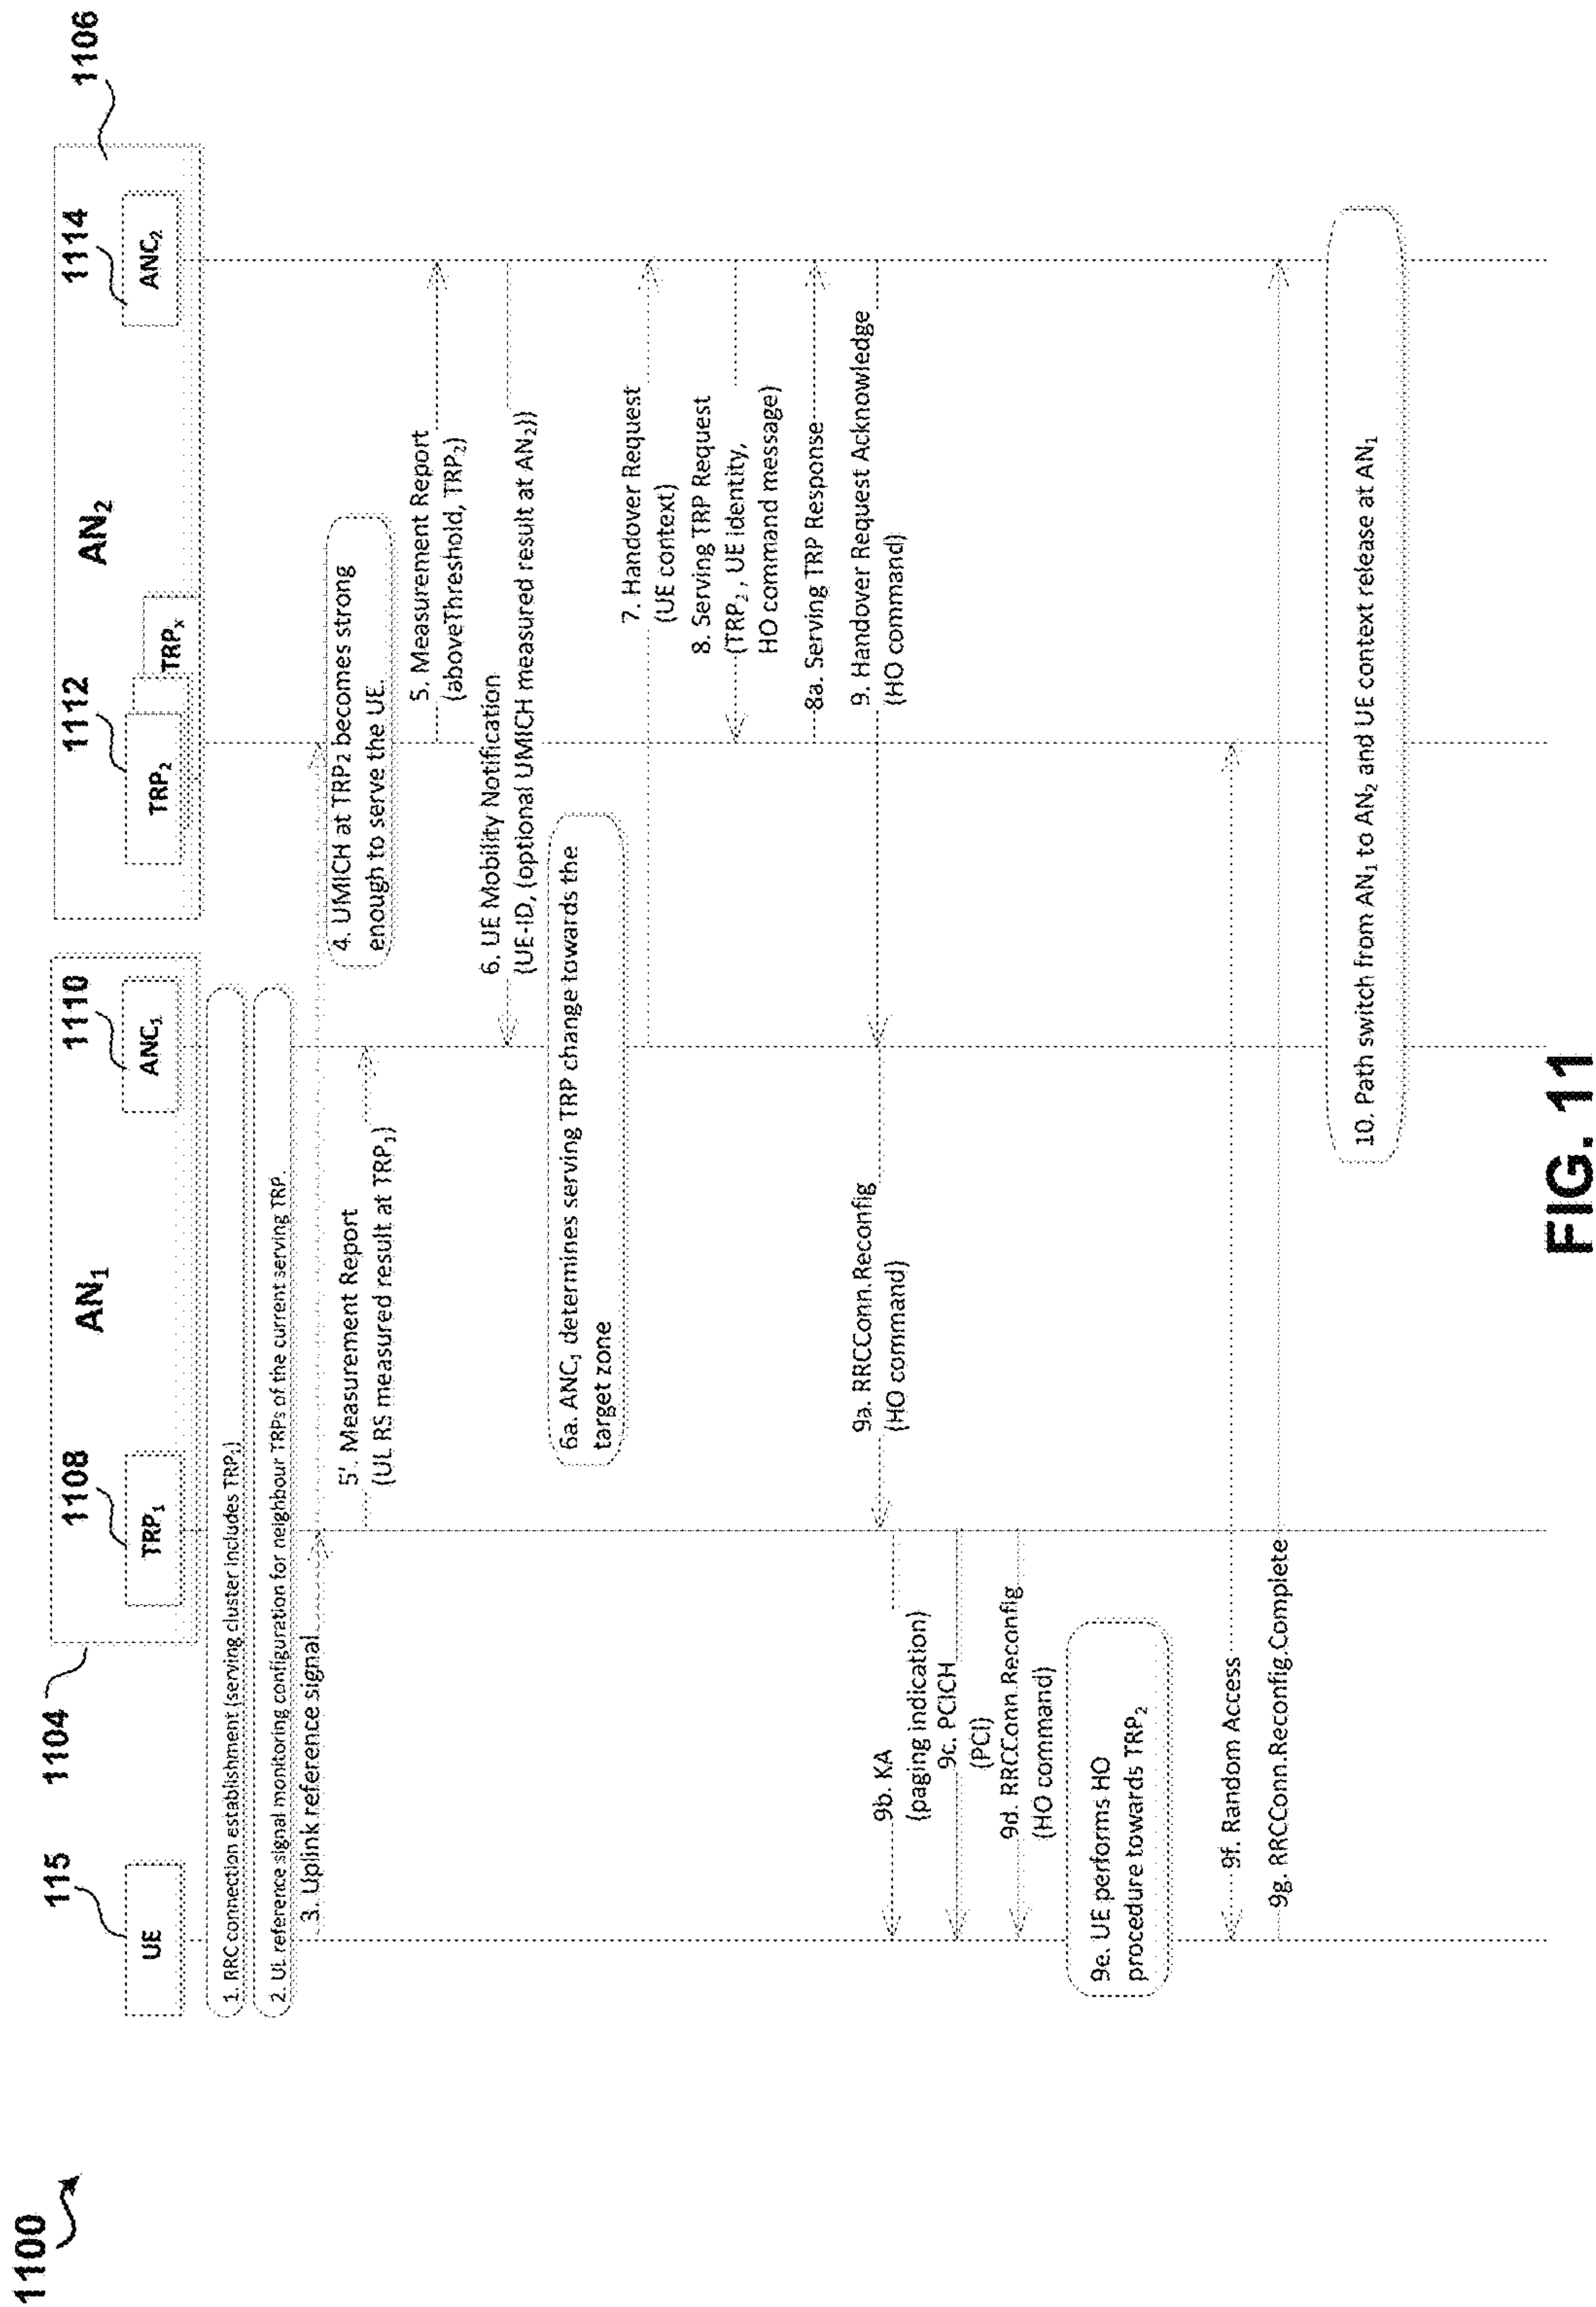 1100
115
UE
1104
AN₁
1108
TRP₁
1110
ANC₁
AN₂
1112
TRP₂
TRPₓ
1114
ANC₂
1106
1. RRC connection establishment (serving cluster includes TRP₁)
2. UL reference signal monitoring configuration for neighbour TRPs of the current serving TRP
3. Uplink reference signal
4. UMICH at TRP₂ becomes strong
enough to serve the UE.
5'. Measurement Report
(UL RS measured result at TRP₁)
5. Measurement Report
(aboveThreshold, TRP₂)
6. UE Mobility Notification
(UE-ID, (optional UMICH measured result at AN₂))
6a. ANC₁ determines serving TRP change towards the
target zone
7. Handover Request
(UE context)
8. Serving TRP Request
(TRP₂, UE identity,
HO command message)
8a. Serving TRP Response
9. Handover Request Acknowledge
(HO command)
9a. RRCConn.Reconfig
(HO command)
9b. KA
(paging indication)
9c. PCICH
(PCI)
9d. RRCConn.Reconfig
(HO command)
9e. UE performs HO
procedure towards TRP₂
9f. Random Access
9g. RRCConn.Reconfig.Complete
10. Path switch from AN₁ to AN₂ and UE context release at AN₁
FIG. 11